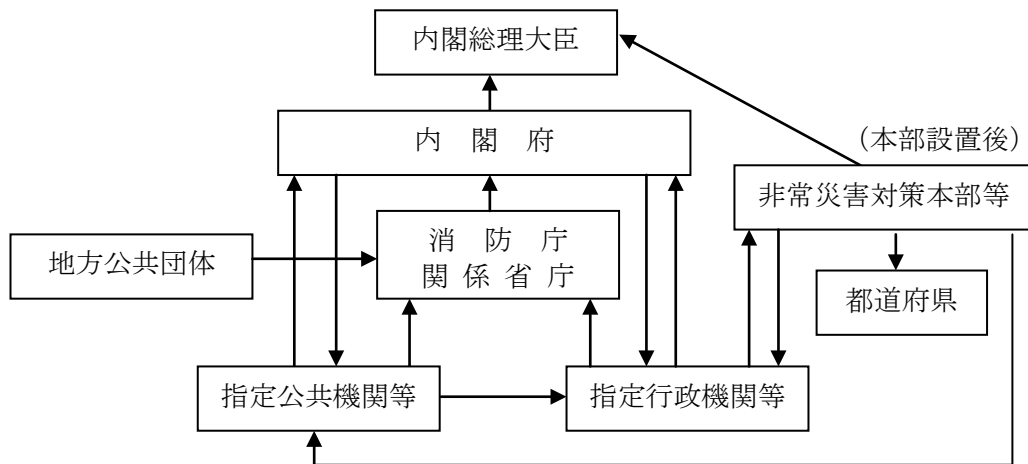 内閣総理大臣
内 閣 府
（本部設置後）
非常災害対策本部等
消 防 庁
関 係 省 庁
地方公共団体
都道府県
指定公共機関等
指定行政機関等